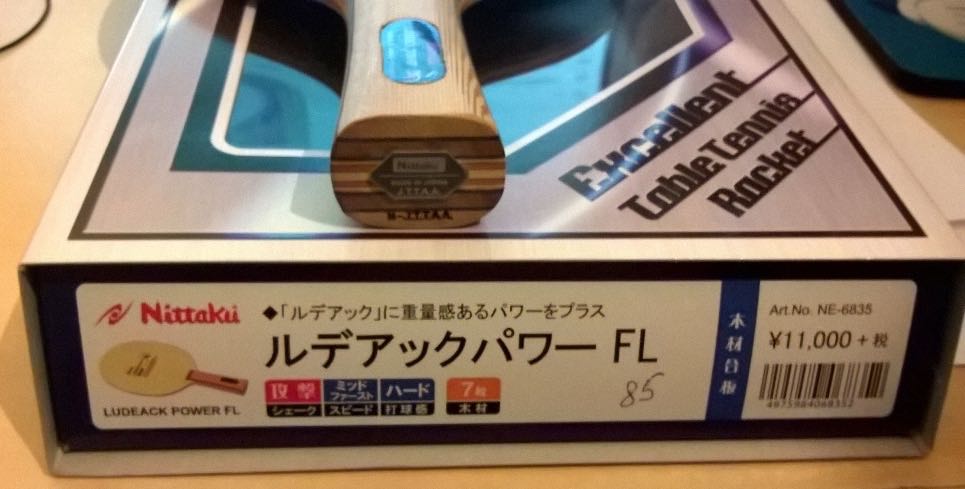 Excellent
Table Tennis
Racket
Nittaku
MADE IN JAPAN
J.T.T.A.A
Nittaku
◆「ルデアック」に重量感あるパワーをプラス
ルデアックパワー FL
85
攻撃 ミッドファースト ハード 7枚
シェーク スピード 打球感 木材
LUDEACK POWER FL
木材合板
Art.No. NE-6835
¥11,000 + 税